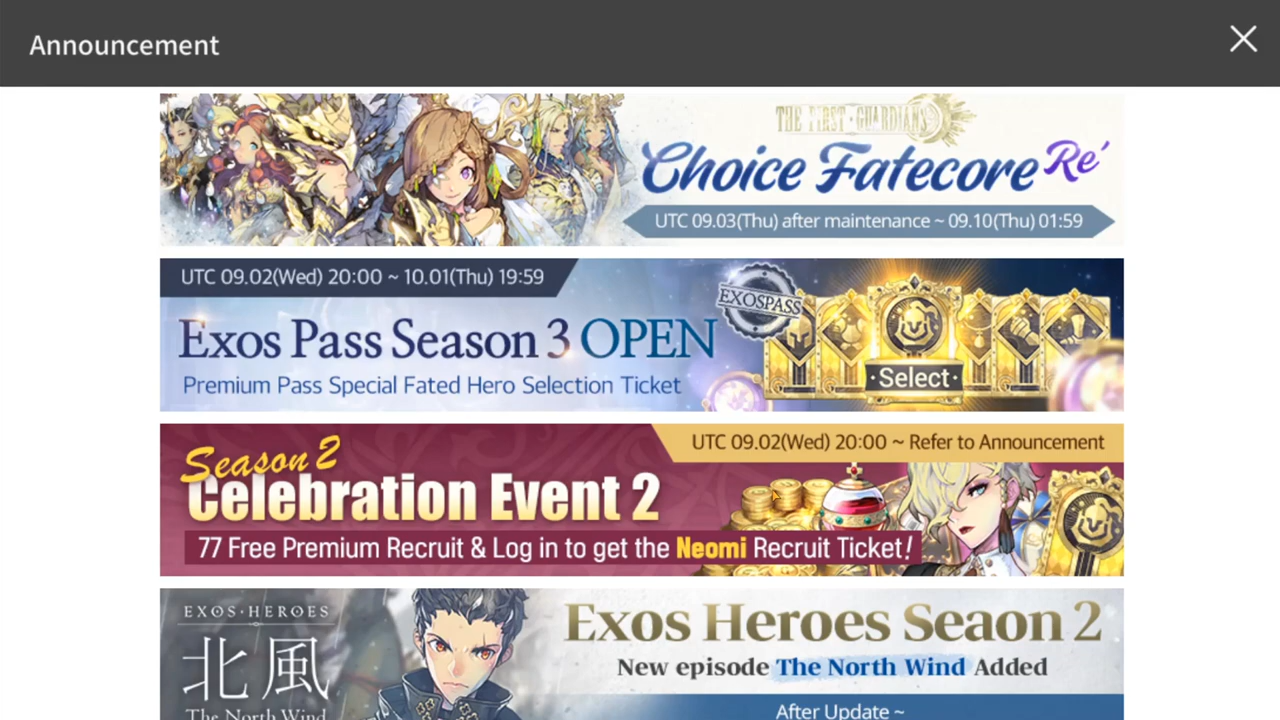 Announcement
THE FIRST GUARDIANS
Choice Fatecore Re'
UTC 09.03(Thu) after maintenance ~ 09.10(Thu) 01:59
UTC 09.02(Wed) 20:00 ~ 10.01(Thu) 19:59
EXOSPASS
Exos Pass Season 3 OPEN
Premium Pass Special Fated Hero Selection Ticket
·Select·
UTC 09.02(Wed) 20:00 ~ Refer to Announcement
Season 2
Celebration Event 2
77 Free Premium Recruit & Log in to get the Neomi Recruit Ticket!
EXOS·HEROES
北風
The North Wind
Exos Heroes Seaon 2
New episode The North Wind Added
After Update ~